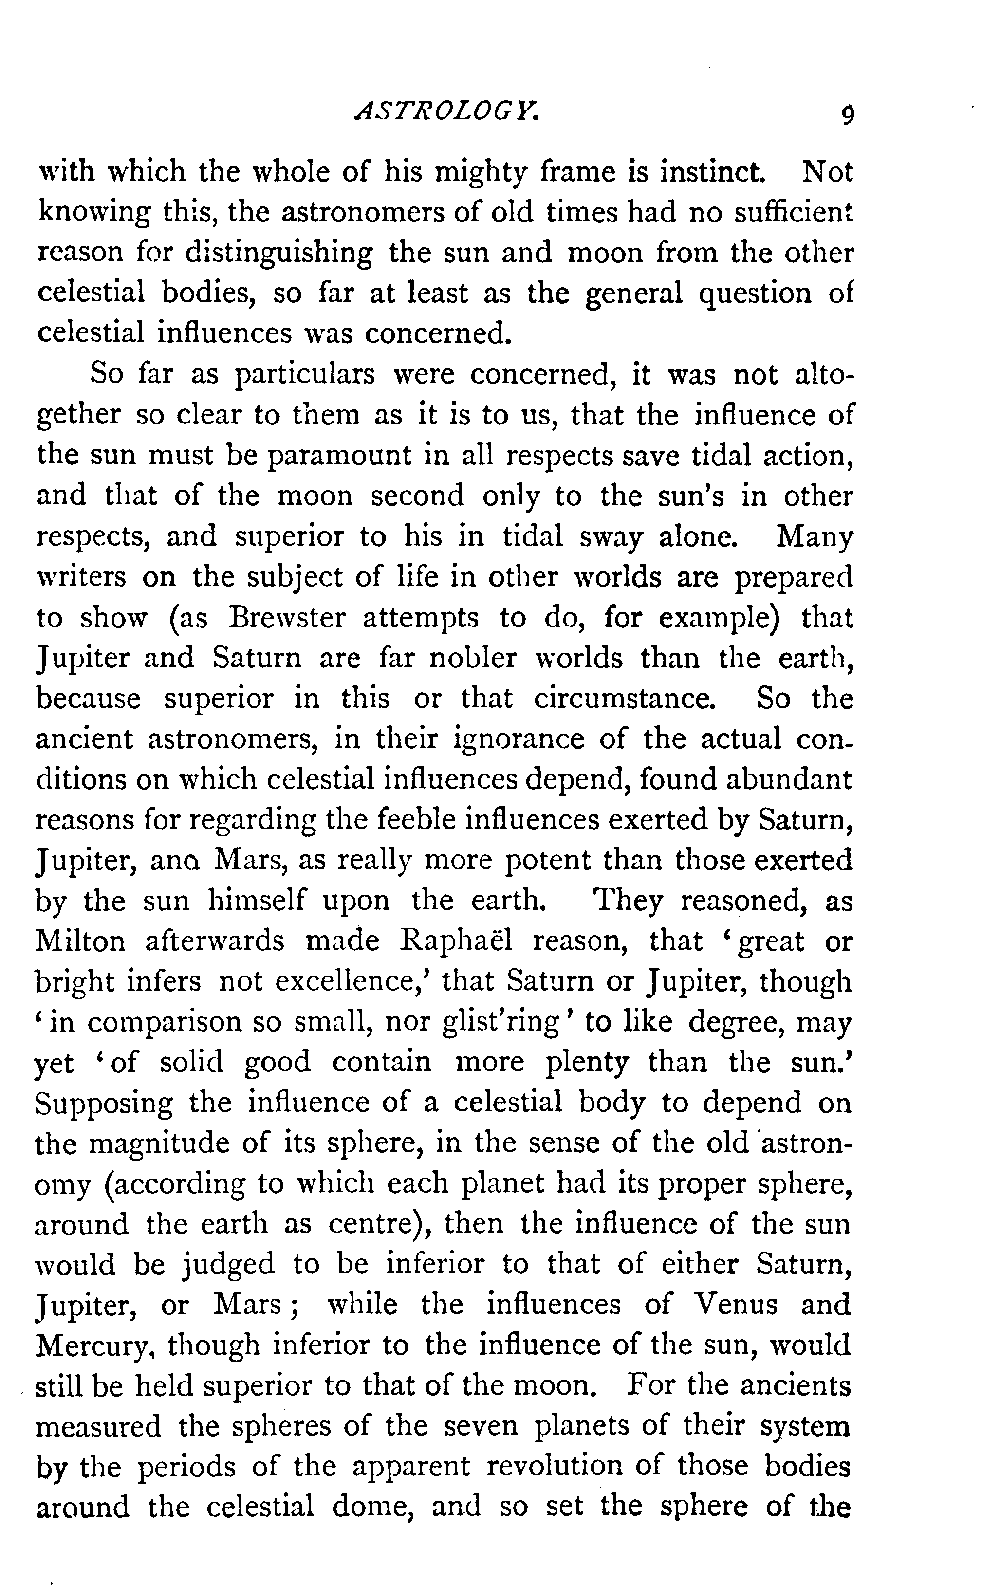 ASTROLOGY. 9
with which the whole of his mighty frame is instinct. Not
knowing this, the astronomers of old times had no sufficient
reason for distinguishing the sun and moon from the other
celestial bodies, so far at least as the general question of
celestial influences was concerned.
So far as particulars were concerned, it was not alto-
gether so clear to them as it is to us, that the influence of
the sun must be paramount in all respects save tidal action,
and that of the moon second only to the sun's in other
respects, and superior to his in tidal sway alone. Many
writers on the subject of life in other worlds are prepared
to show (as Brewster attempts to do, for example) that
Jupiter and Saturn are far nobler worlds than the earth,
because superior in this or that circumstance. So the
ancient astronomers, in their ignorance of the actual con-
ditions on which celestial influences depend, found abundant
reasons for regarding the feeble influences exerted by Saturn,
Jupiter, and Mars, as really more potent than those exerted
by the sun himself upon the earth. They reasoned, as
Milton afterwards made Raphaël reason, that ‘great or
bright infers not excellence,’ that Saturn or Jupiter, though
‘in comparison so small, nor glist’ring’ to like degree, may
yet ‘of solid good contain more plenty than the sun.’
Supposing the influence of a celestial body to depend on
the magnitude of its sphere, in the sense of the old astron-
omy (according to which each planet had its proper sphere,
around the earth as centre), then the influence of the sun
would be judged to be inferior to that of either Saturn,
Jupiter, or Mars; while the influences of Venus and
Mercury, though inferior to the influence of the sun, would
still be held superior to that of the moon. For the ancients
measured the spheres of the seven planets of their system
by the periods of the apparent revolution of those bodies
around the celestial dome, and so set the sphere of the